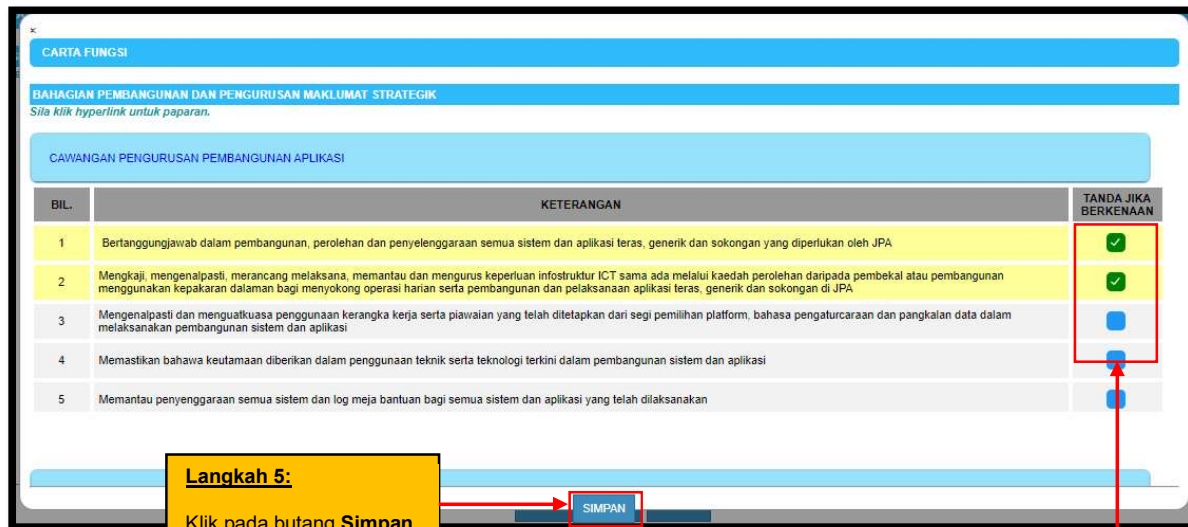 ×
CARTA FUNGSI
BAHAGIAN PEMBANGUNAN DAN PENGURUSAN MAKLUMAT STRATEGIK
Sila klik hyperlink untuk paparan.
CAWANGAN PENGURUSAN PEMBANGUNAN APLIKASI
BIL. KETERANGAN TANDA JIKA
BERKENAAN
1 Bertanggungjawab dalam pembangunan, perolehan dan penyelenggaraan semua sistem dan aplikasi teras, generik dan sokongan yang diperlukan oleh JPA
2 Mengkaji, mengenalpasti, merancang melaksana, memantau dan mengurus keperluan infostruktur ICT sama ada melalui kaedah perolehan daripada pembekal atau pembangunan
menggunakan kepakaran dalaman bagi menyokong operasi harian serta pembangunan dan pelaksanaan aplikasi teras, generik dan sokongan di JPA
3 Mengenalpasti dan menguatkuasa penggunaan kerangka kerja serta piawaian yang telah ditetapkan dari segi pemilihan platform, bahasa pengaturcaraan dan pangkalan data dalam
melaksanakan pembangunan sistem dan aplikasi
4 Memastikan bahawa keutamaan diberikan dalam penggunaan teknik serta teknologi terkini dalam pembangunan sistem dan aplikasi
5 Memantau penyenggaraan semua sistem dan log meja bantuan bagi semua sistem dan aplikasi yang telah dilaksanakan
Langkah 5:
Klik pada butang Simpan
SIMPAN